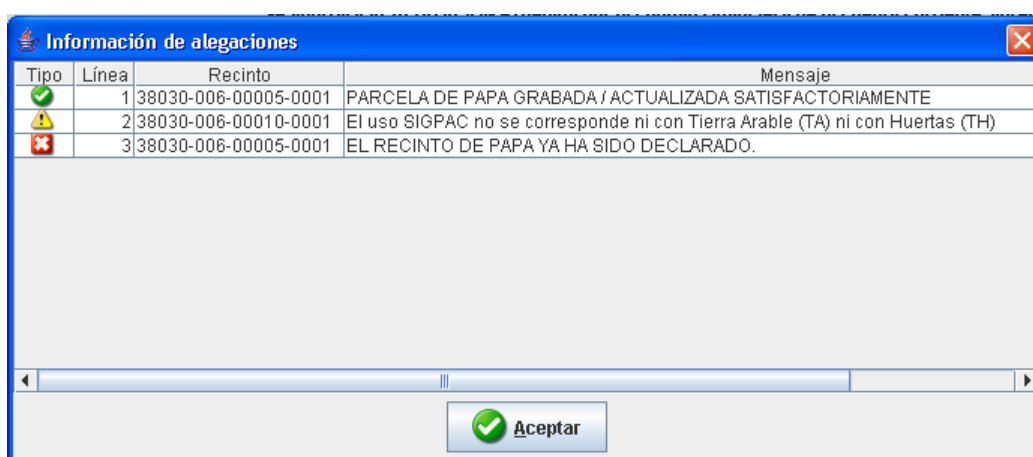 Información de alegaciones
Tipo Línea Recinto Mensaje
1 38030-006-00005-0001 PARCELA DE PAPA GRABADA / ACTUALIZADA SATISFACTORIAMENTE
2 38030-006-00010-0001 El uso SIGPAC no se corresponde ni con Tierra Arable (TA) ni con Huertas (TH)
3 38030-006-00005-0001 EL RECINTO DE PAPA YA HA SIDO DECLARADO.
Aceptar